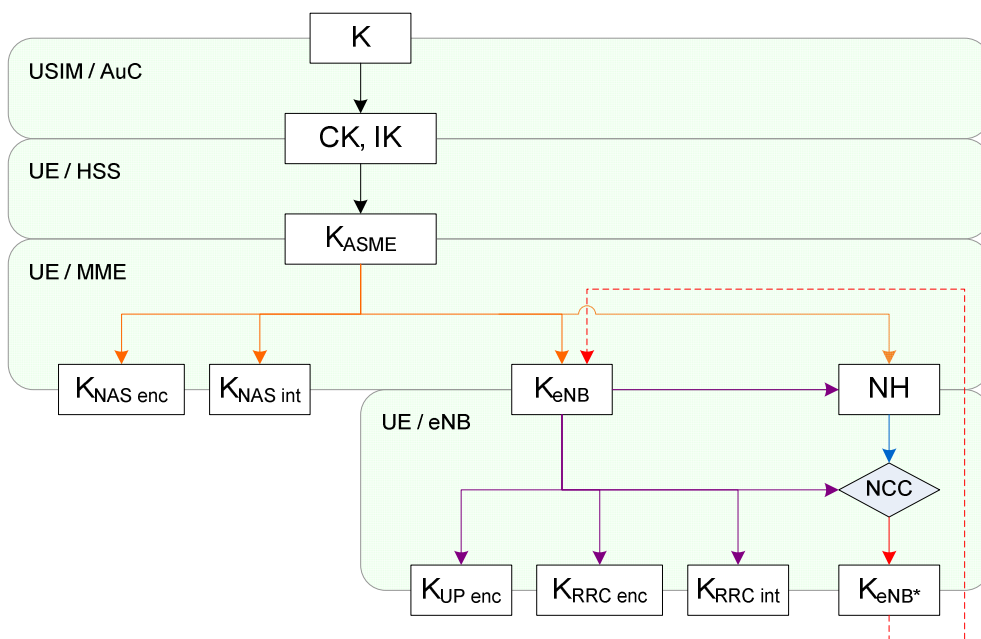 K
USIM / AuC
CK, IK
UE / HSS
KASME
UE / MME
KNAS enc
KNAS int
KeNB
NH
UE / eNB
NCC
KUP enc
KRRC enc
KRRC int
KeNB*